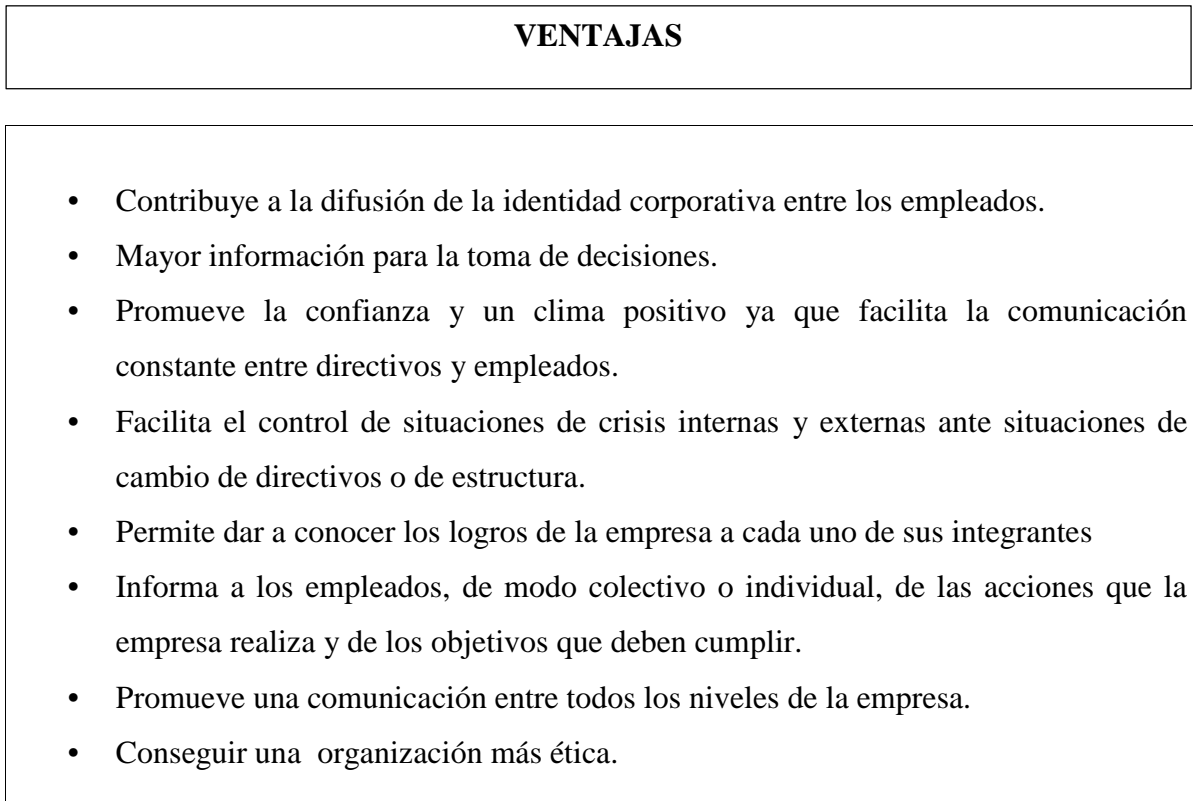 VENTAJAS
• Contribuye a la difusión de la identidad corporativa entre los empleados.
• Mayor información para la toma de decisiones.
• Promueve la confianza y un clima positivo ya que facilita la comunicación
constante entre directivos y empleados.
• Facilita el control de situaciones de crisis internas y externas ante situaciones de
cambio de directivos o de estructura.
• Permite dar a conocer los logros de la empresa a cada uno de sus integrantes
• Informa a los empleados, de modo colectivo o individual, de las acciones que la
empresa realiza y de los objetivos que deben cumplir.
• Promueve una comunicación entre todos los niveles de la empresa.
• Conseguir una  organización más ética.